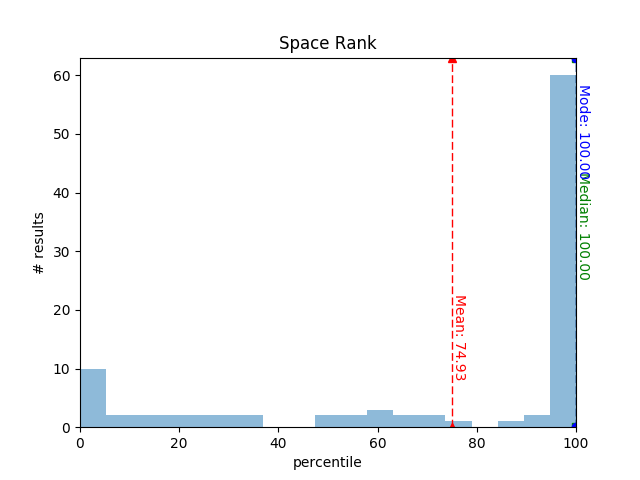 Space Rank
60
50
40
30
20
10
0
# results
Mode: 100.00
Median: 100.00
Mean: 74.93
0 20 40 60 80 100
percentile